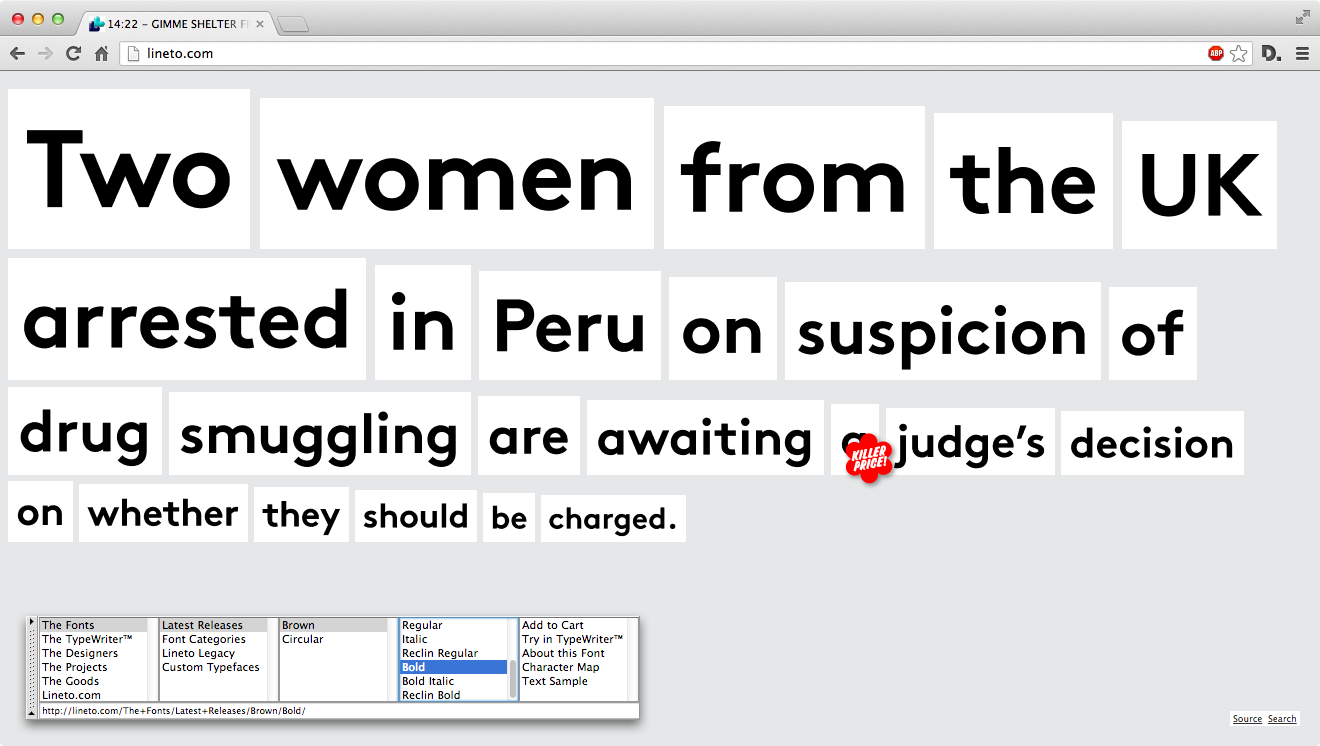 14:22 – GIMME SHELTER
lineto.com
ABP
D.
Two women from the UK
arrested in Peru on suspicion of
drug smuggling are awaiting a judge’s decision
KILLER
PRICE!
on whether they should be charged.
The Fonts Latest Releases Brown Regular Add to Cart
The TypeWriter™ Font Categories Circular Italic Try in TypeWriter™
The Designers Lineto Legacy Reclin Regular About this Font
The Projects Custom Typefaces Bold Character Map
The Goods Bold Italic Text Sample
Lineto.com Reclin Bold
http://lineto.com/The+Fonts/Latest+Releases/Brown/Bold/
Source Search